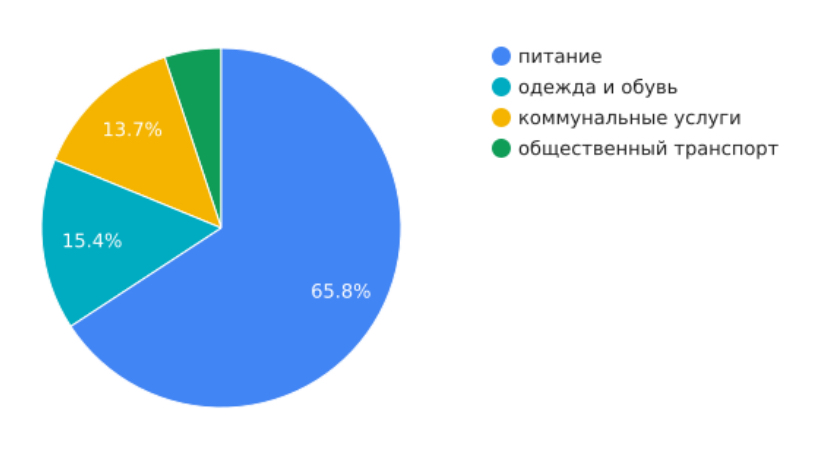 питание
одежда и обувь
коммунальные услуги
общественный транспорт
13.7%
15.4%
65.8%